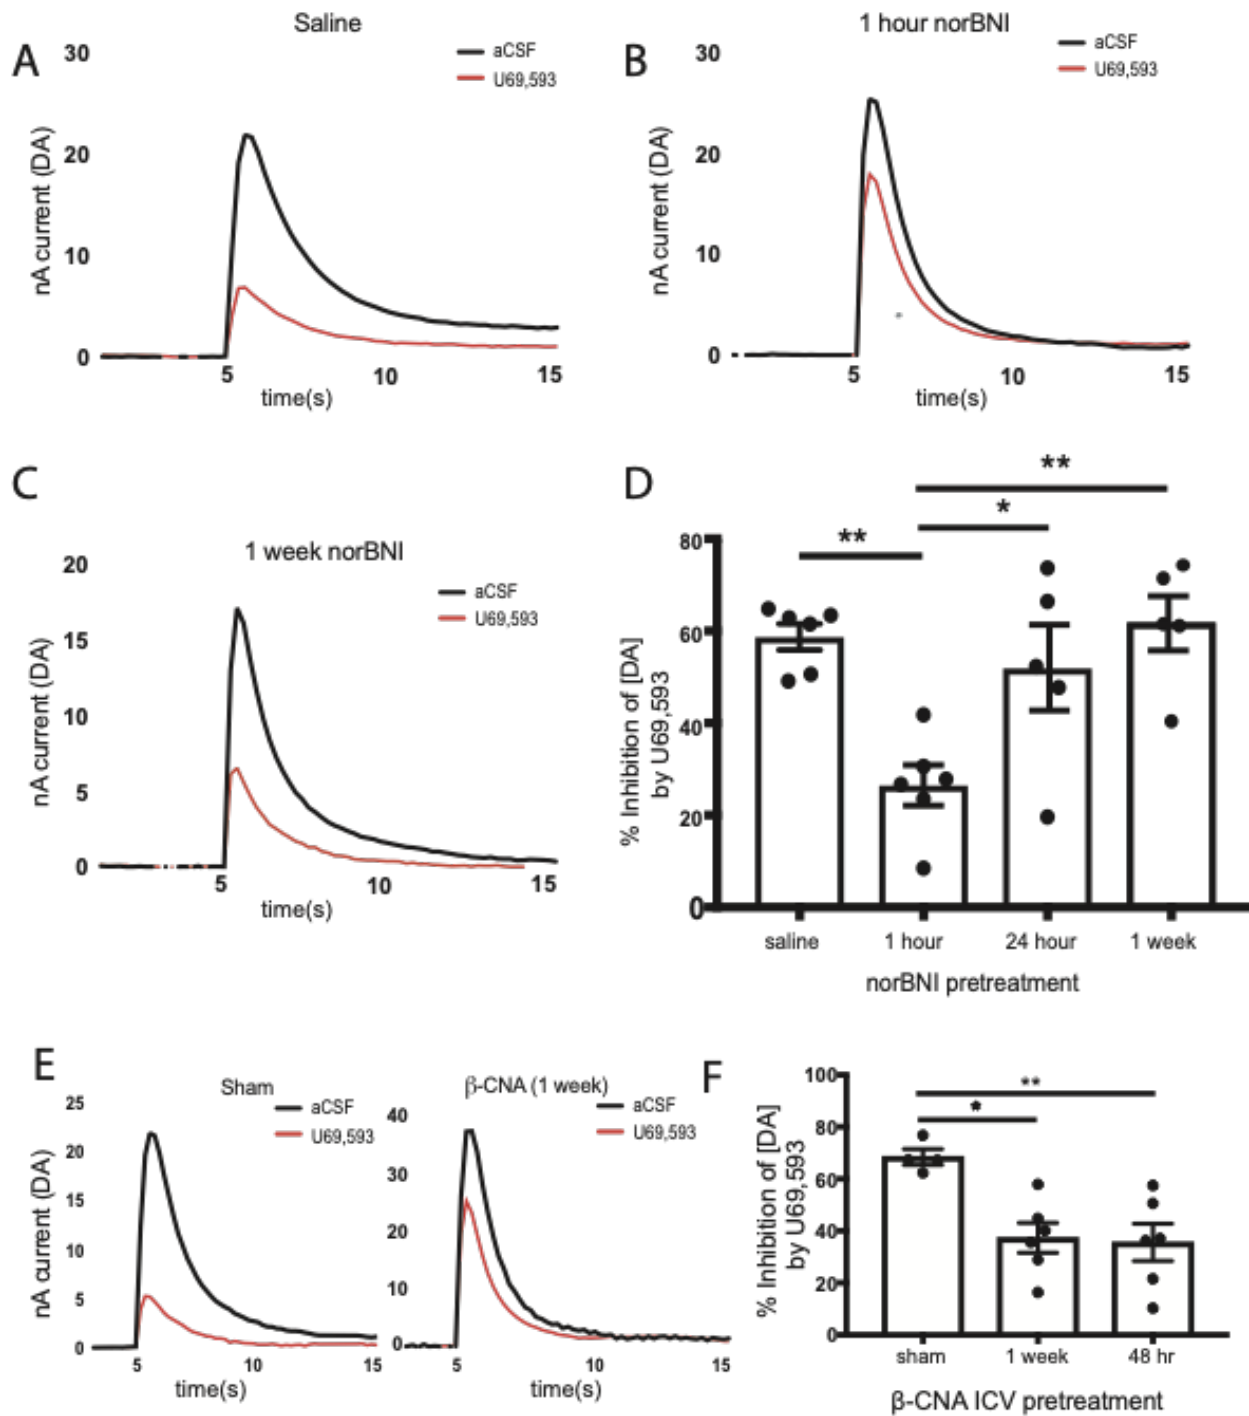 A
Saline
aCSF
U69,593
30
20
10
0
nA current (DA)
5
10
15
time(s)
B
1 hour norBNI
aCSF
U69,593
30
20
10
0
nA current (DA)
5
10
15
time(s)
C
1 week norBNI
aCSF
U69,593
20
15
10
5
0
nA current (DA)
5
10
15
time(s)
D
**
*
**
80
60
40
20
0
% Inhibition of [DA]
by U69,593
saline
1 hour
24 hour
1 week
norBNI pretreatment
E
Sham
aCSF
U69,593
25
20
15
10
5
0
nA current (DA)
5
10
15
time(s)
β-CNA (1 week)
aCSF
U69,593
40
30
20
10
0
5
10
15
time(s)
F
**
*
100
80
60
40
20
0
% Inhibition of [DA]
by U69,593
sham
1 week
48 hr
β-CNA ICV pretreatment